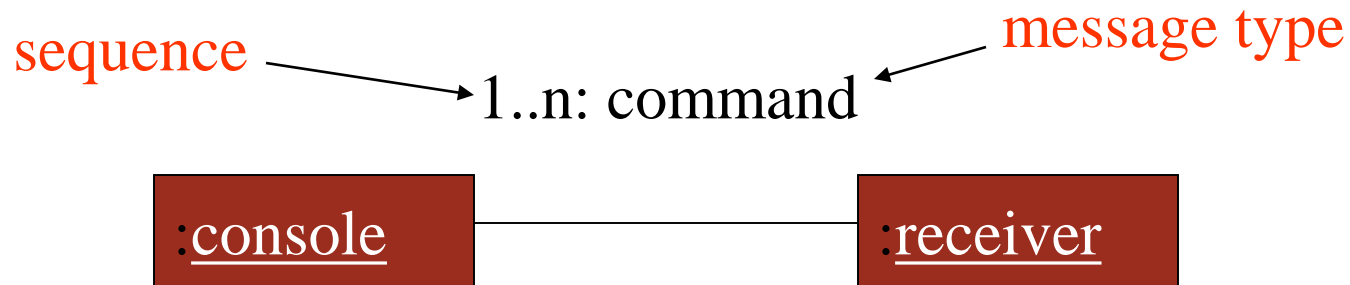 sequence
message type
1..n: command
:console
:receiver